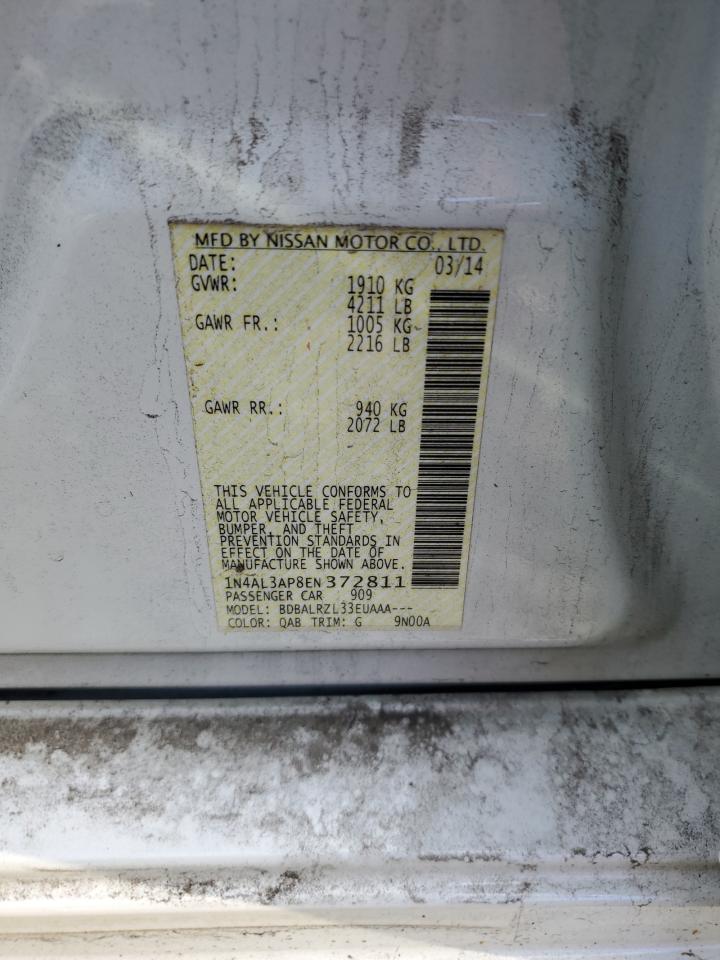 MFD BY NISSAN MOTOR CO., LTD.
DATE: 03/14
GVWR: 1910 KG
4211 LB
GAWR FR.: 1005 KG
2216 LB
GAWR RR.: 940 KG
2072 LB
THIS VEHICLE CONFORMS TO
ALL APPLICABLE FEDERAL
MOTOR VEHICLE SAFETY,
BUMPER, AND THEFT
PREVENTION STANDARDS IN
EFFECT ON THE DATE OF
MANUFACTURE SHOWN ABOVE.
1N4AL3AP8EN372811
PASSENGER CAR 909
MODEL: BDBALRZL33EUAAA---
COLOR: QAB TRIM: G 9N00A